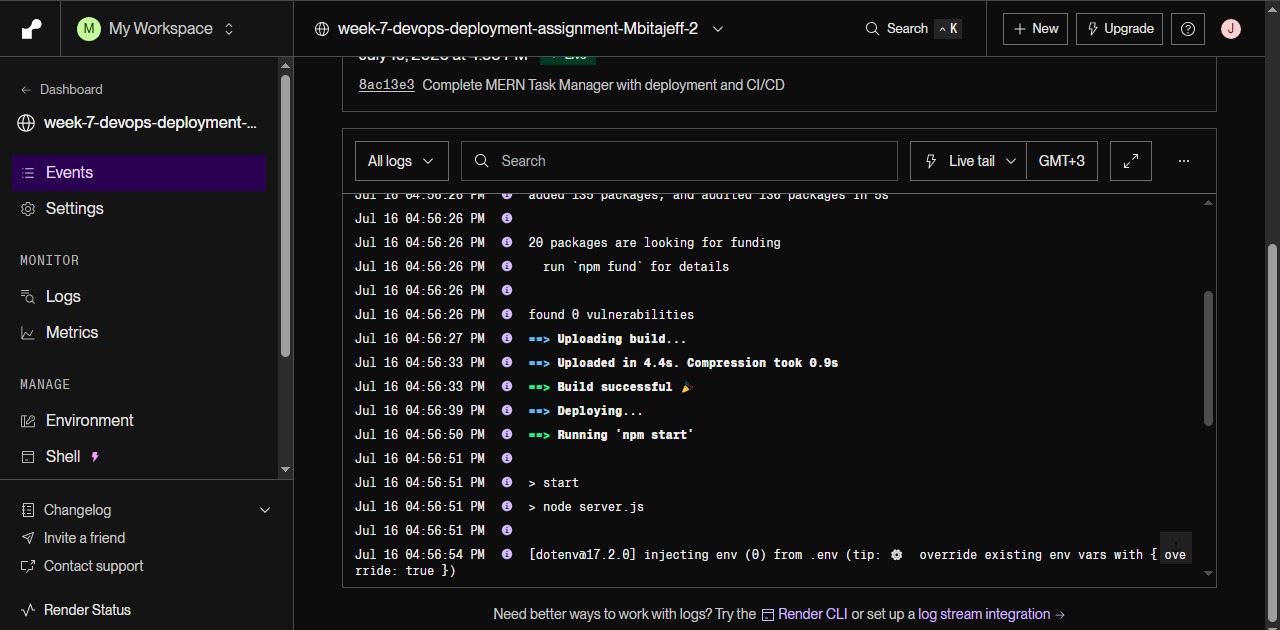 M My Workspace
week-7-devops-deployment-assignment-Mbitajeff-2
Search
^ K
+ New
Upgrade
J
← Dashboard
week-7-devops-deployment-...
Events
Settings
MONITOR
Logs
Metrics
MANAGE
Environment
Shell
Changelog
Invite a friend
Contact support
Render Status
8ac13e3 Complete MERN Task Manager with deployment and CI/CD
All logs
Search
Live tail
GMT+3
Jul 16 04:56:26 PM added 135 packages, and audited 136 packages in 5s
Jul 16 04:56:26 PM
Jul 16 04:56:26 PM 20 packages are looking for funding
Jul 16 04:56:26 PM run `npm fund` for details
Jul 16 04:56:26 PM
Jul 16 04:56:26 PM found 0 vulnerabilities
Jul 16 04:56:27 PM ==> Uploading build...
Jul 16 04:56:33 PM ==> Uploaded in 4.4s. Compression took 0.9s
Jul 16 04:56:33 PM ==> Build successful 🎉
Jul 16 04:56:39 PM ==> Deploying...
Jul 16 04:56:50 PM ==> Running 'npm start'
Jul 16 04:56:51 PM
Jul 16 04:56:51 PM > start
Jul 16 04:56:51 PM > node server.js
Jul 16 04:56:51 PM
Jul 16 04:56:54 PM [dotenv@17.2.0] injecting env (0) from .env (tip: ⚙️ override existing env vars with { ove
rride: true })
Need better ways to work with logs? Try the Render CLI or set up a log stream integration →